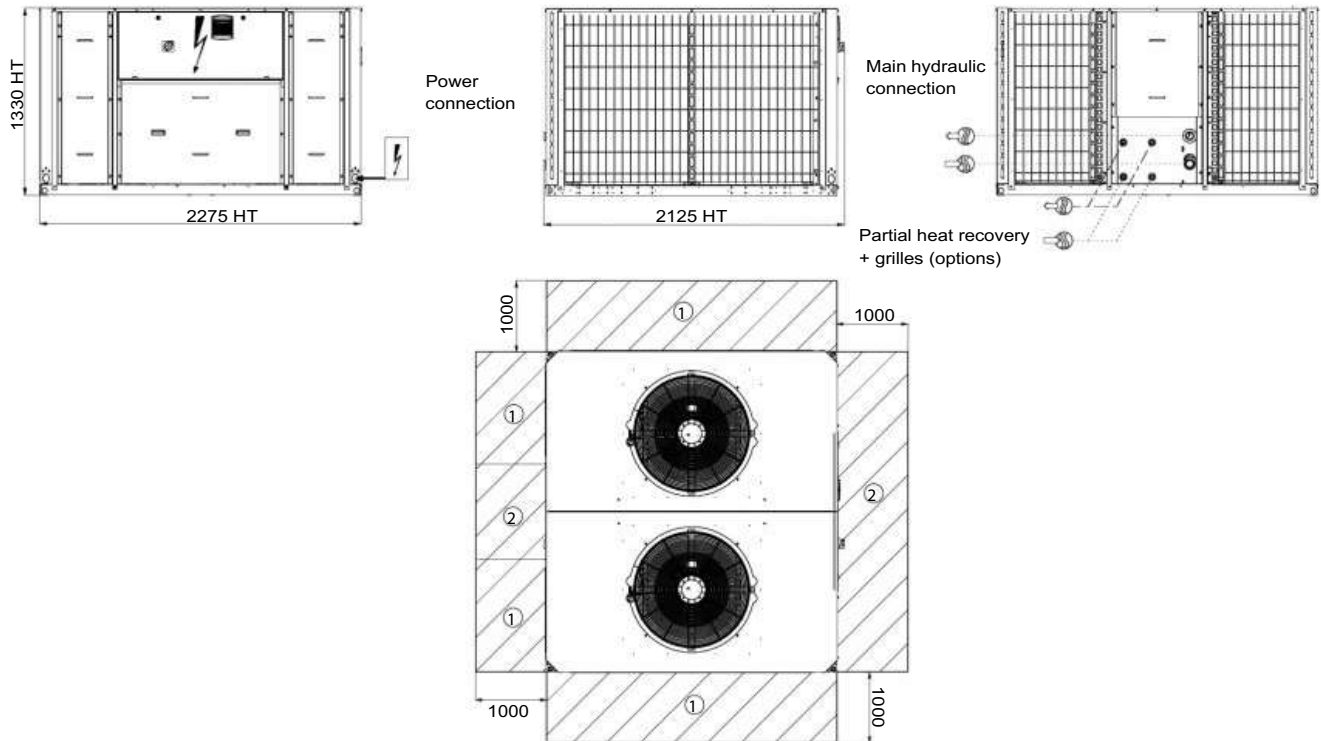 1330 HT
2275 HT
Power
connection
2125 HT
Main hydraulic
connection
Partial heat recovery
+ grilles (options)
1000
1
1000
1
2
1
2
1000
1
1000